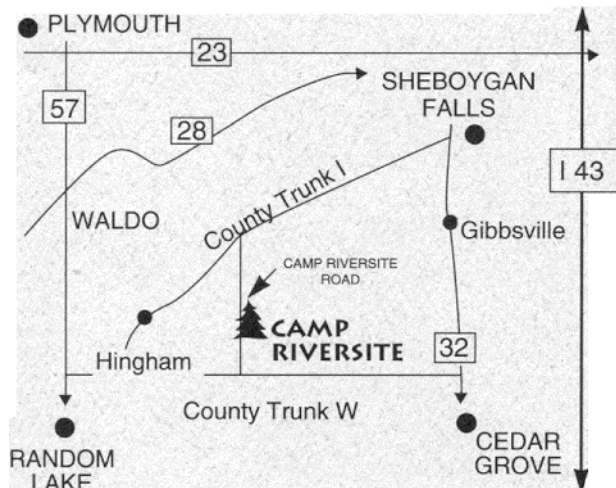 PLYMOUTH
23
SHEBOYGAN
FALLS
57
28
I 43
WALDO
County Trunk I
Gibbsville
CAMP RIVERSITE
ROAD
CAMP
RIVERSITE
Hingham
32
County Trunk W
RANDOM
LAKE
CEDAR
GROVE